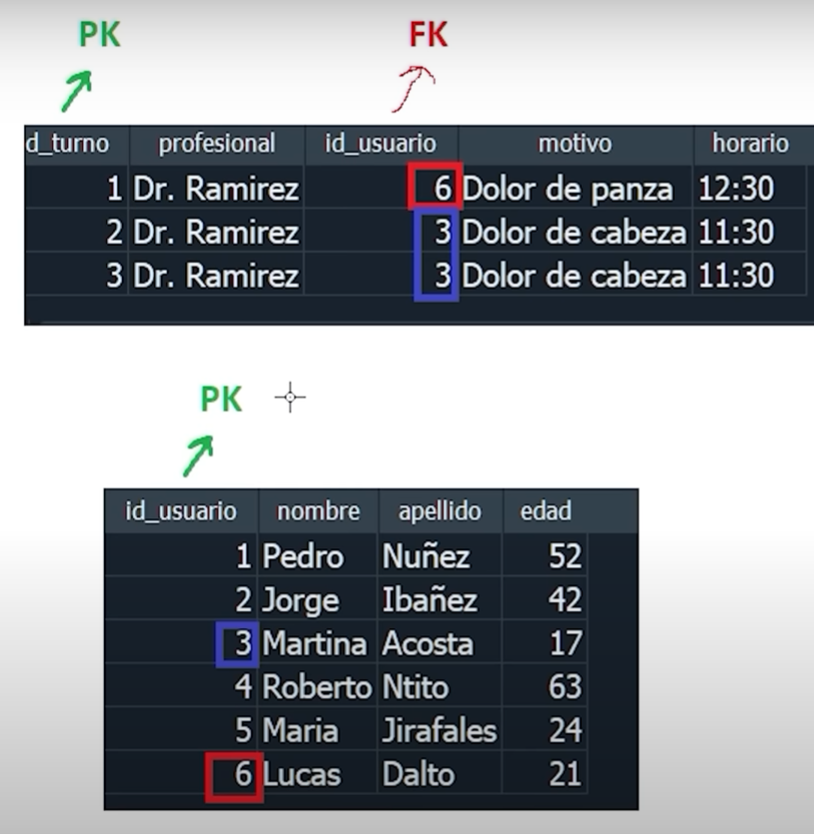 PK FK
d_turno profesional id_usuario motivo horario
1 Dr. Ramirez 6 Dolor de panza 12:30
2 Dr. Ramirez 3 Dolor de cabeza 11:30
3 Dr. Ramirez 3 Dolor de cabeza 11:30
PK
id_usuario nombre apellido edad
1 Pedro Nuñez 52
2 Jorge Ibañez 42
3 Martina Acosta 17
4 Roberto Ntito 63
5 Maria Jirafales 24
6 Lucas Dalto 21